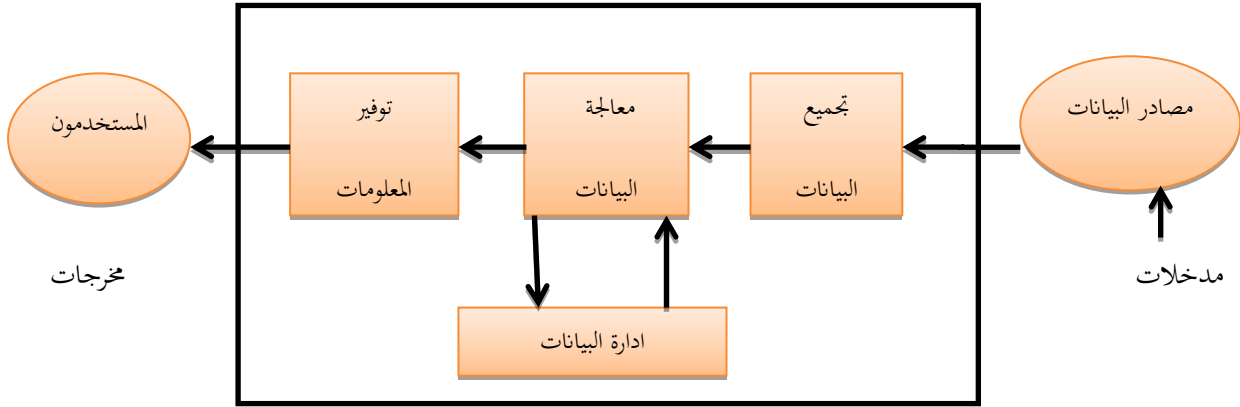 مصادر البيانات
مدخلات
تجميع
البيانات
معالجة
البيانات
توفير
المعلومات
ادارة البيانات
المستخدمون
مخرجات